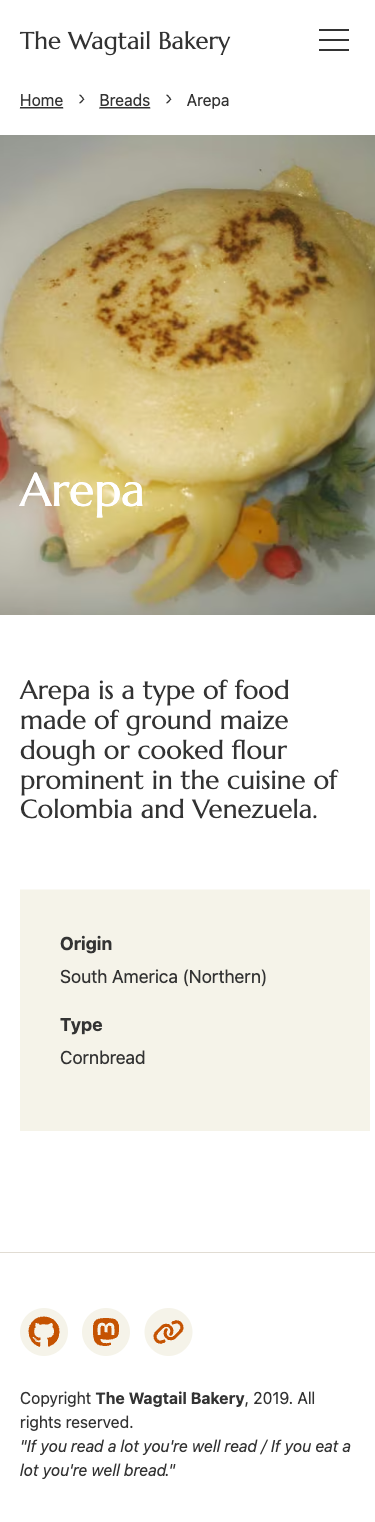 The Wagtail Bakery
Home › Breads › Arepa
Arepa
Arepa is a type of food
made of ground maize
dough or cooked flour
prominent in the cuisine of
Colombia and Venezuela.
Origin
South America (Northern)
Type
Cornbread
Copyright The Wagtail Bakery, 2019. All
rights reserved.
"If you read a lot you're well read / If you eat a
lot you're well bread."